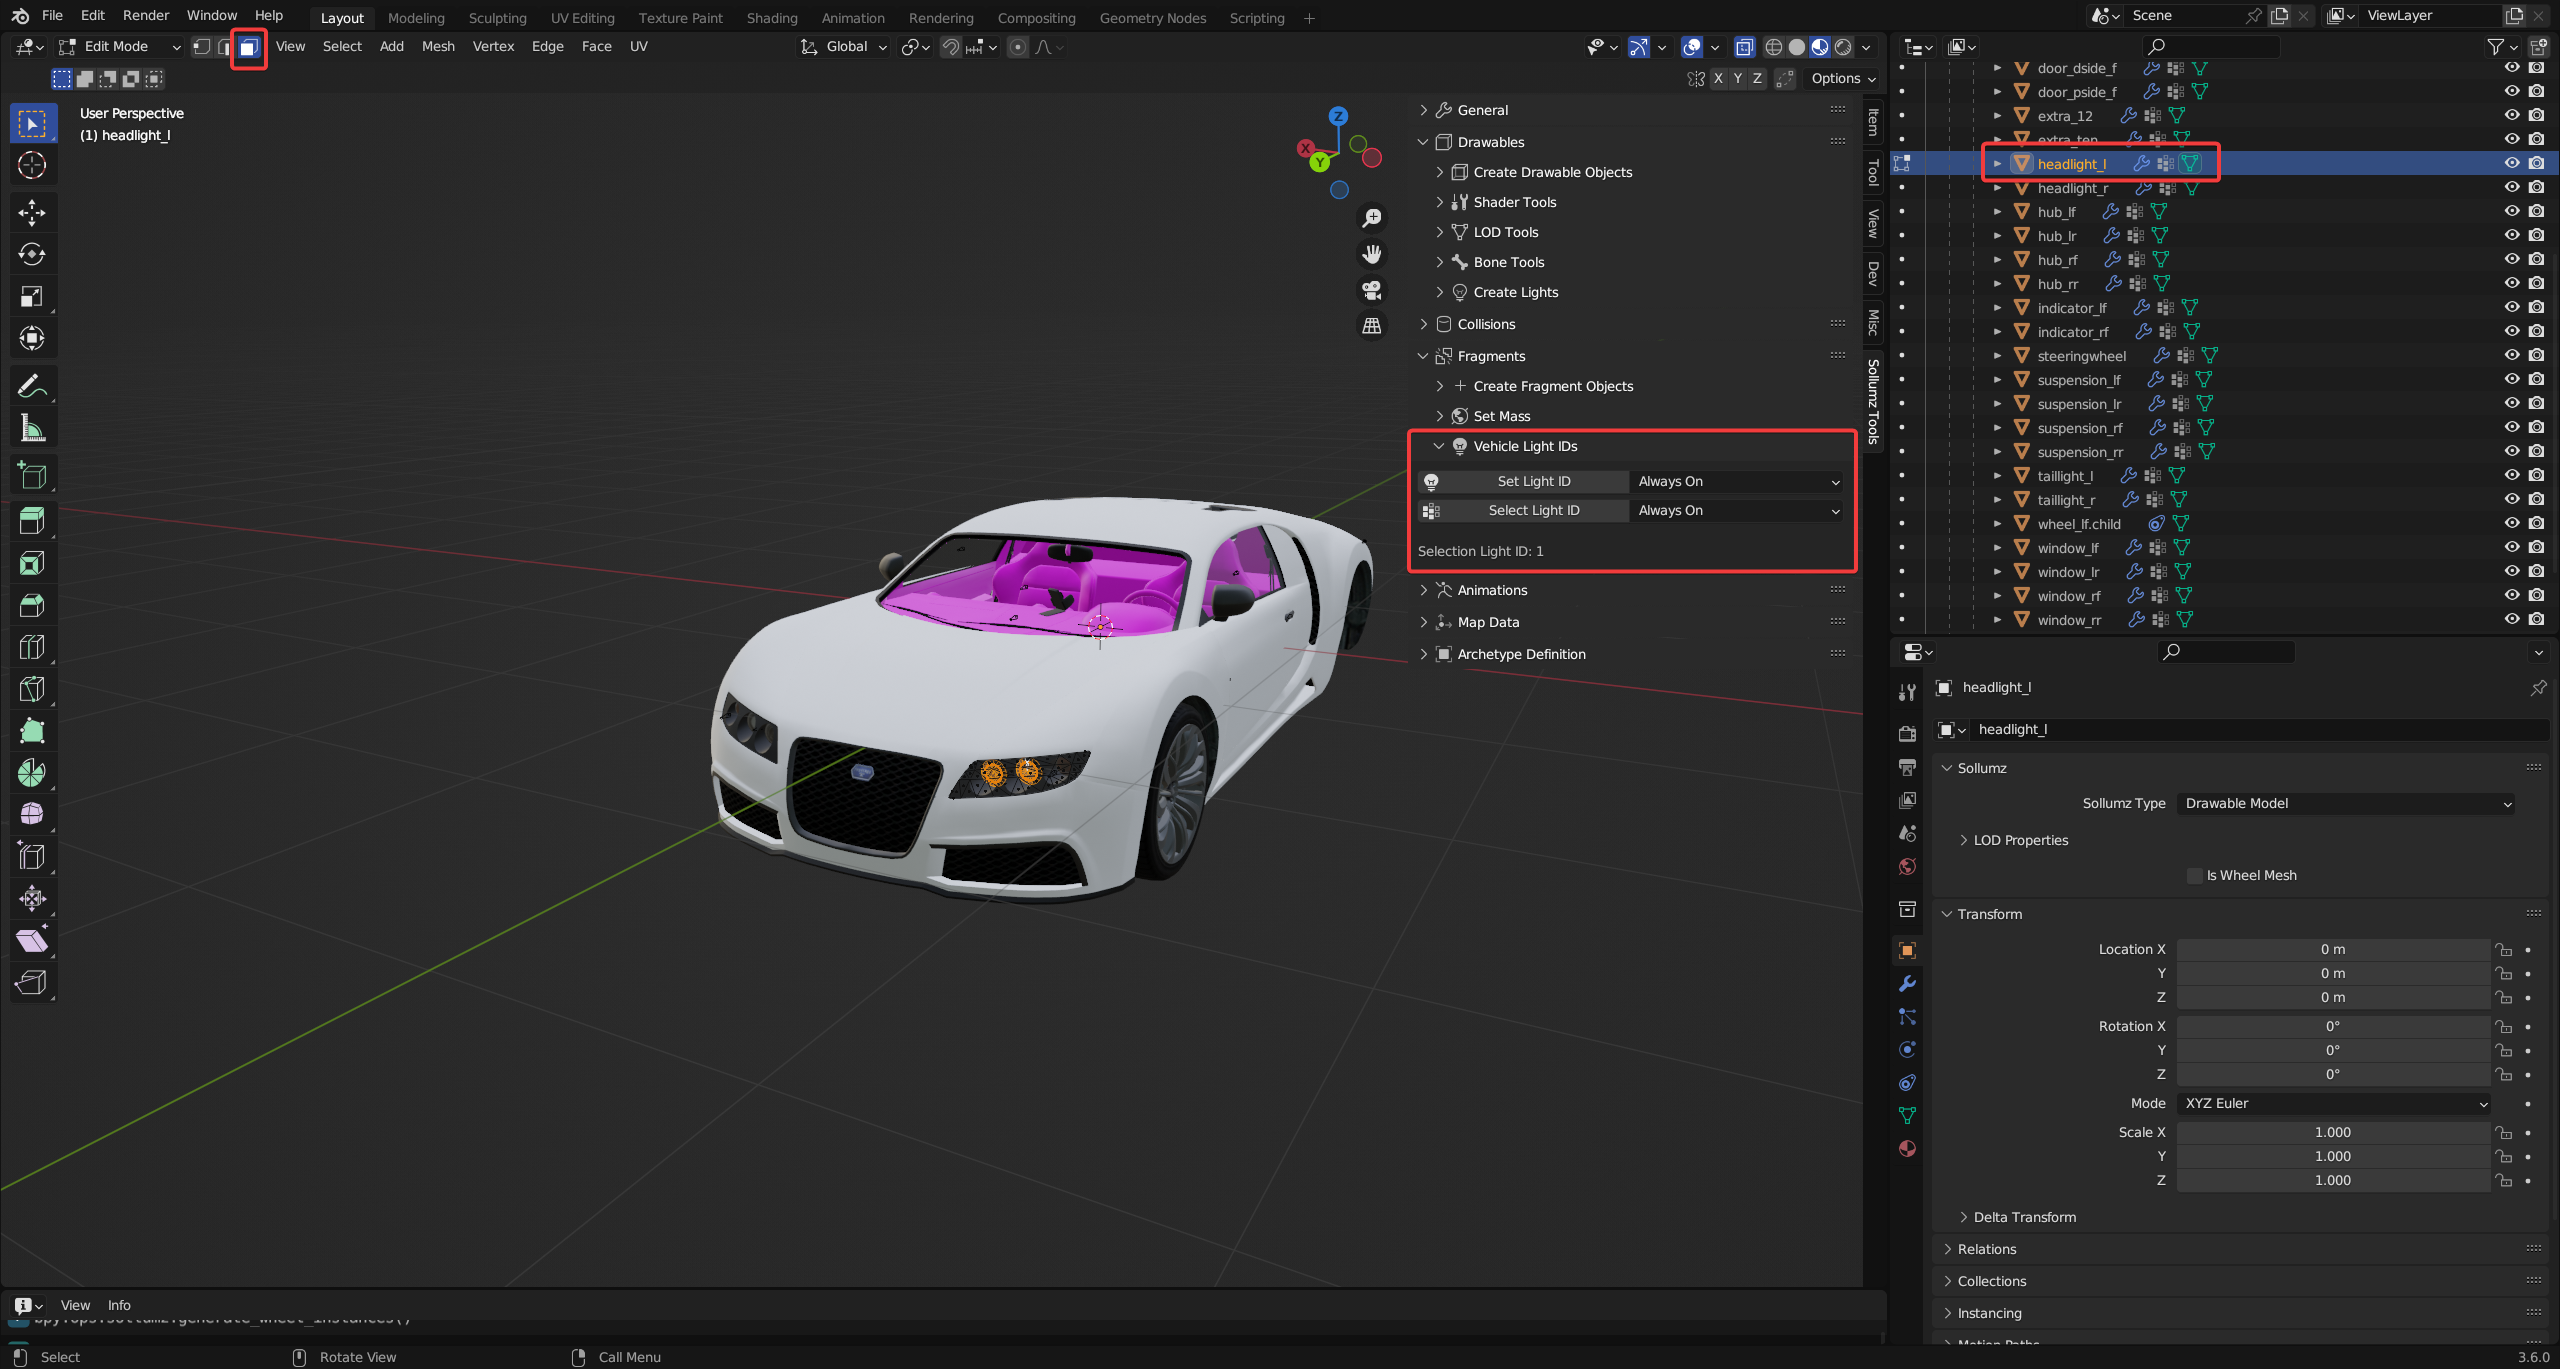 File Edit Render Window Help Layout Modeling Sculpting UV Editing Texture Paint Shading Animation Rendering Compositing Geometry Nodes Scripting + Scene ViewLayer
Edit Mode View Select Add Mesh Vertex Edge Face UV Global
X Y Z Options
User Perspective
(1) headlight_l
Z
X
Y
General
Drawables
Create Drawable Objects
Shader Tools
LOD Tools
Bone Tools
Create Lights
Collisions
Fragments
Create Fragment Objects
Set Mass
Vehicle Light IDs
Set Light ID Always On
Select Light ID Always On
Selection Light ID: 1
Animations
Map Data
Archetype Definition
Item
Tool
View
Dev
Misc
Sollumz Tools
door_dside_f
door_pside_f
extra_12
extra_ten
headlight_l
headlight_r
hub_lf
hub_lr
hub_rf
hub_rr
indicator_lf
indicator_rf
steeringwheel
suspension_lf
suspension_lr
suspension_rf
suspension_rr
taillight_l
taillight_r
wheel_lf.child
window_lf
window_lr
window_rf
window_rr
headlight_l
headlight_l
Sollumz
Sollumz Type Drawable Model
LOD Properties
Is Wheel Mesh
Transform
Location X 0 m
Y 0 m
Z 0 m
Rotation X 0°
Y 0°
Z 0°
Mode XYZ Euler
Scale X 1.000
Y 1.000
Z 1.000
Delta Transform
Relations
Collections
Instancing
Motion Paths
View Info
bpy.ops.sollumz.generate_wheel_instances()
Select Rotate View Call Menu 3.6.0